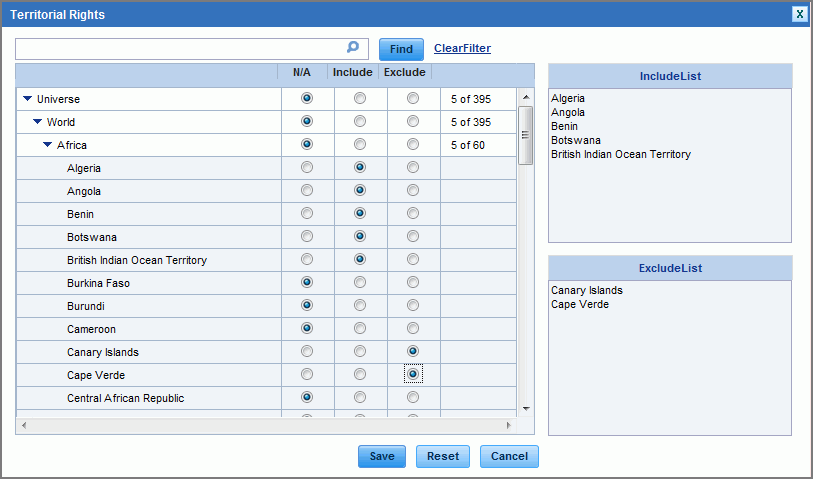 Territorial Rights X
Find ClearFilter
N/A Include Exclude
Universe 5 of 395
World 5 of 395
Africa 5 of 60
Algeria
Angola
Benin
Botswana
British Indian Ocean Territory
Burkina Faso
Burundi
Cameroon
Canary Islands
Cape Verde
Central African Republic
IncludeList
Algeria
Angola
Benin
Botswana
British Indian Ocean Territory
ExcludeList
Canary Islands
Cape Verde
Save Reset Cancel